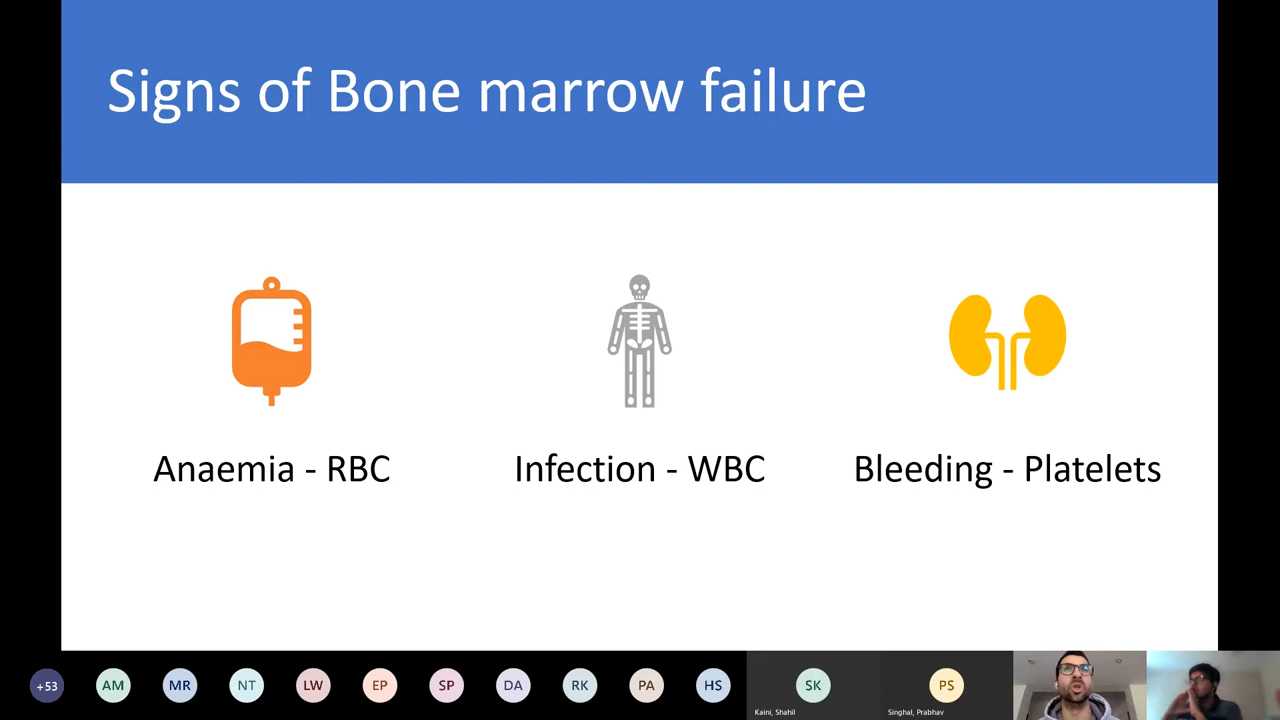 Signs of Bone marrow failure
Anaemia - RBC
Infection - WBC
Bleeding - Platelets
+53
AM
MR
NT
LW
EP
SP
DA
RK
PA
HS
SK
Kaini, Shahil
PS
Singhal, Prabhav